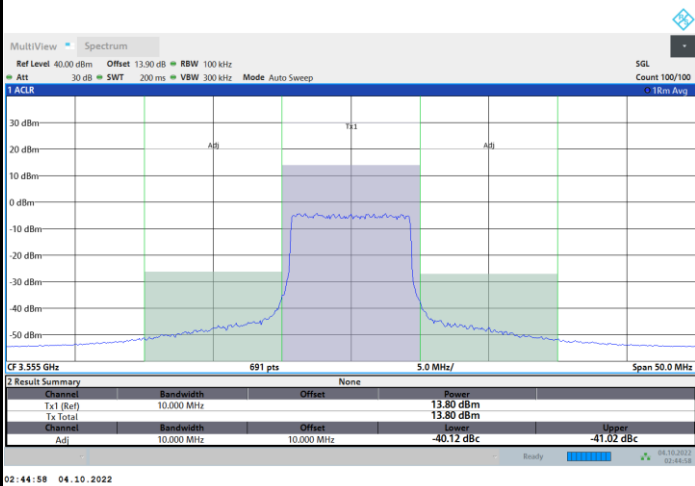 MultiView Spectrum
Ref Level 40.00 dBm Offset 13.90 dB RBW 100 kHz SGL
Att 30 dB SWT 200 ms VBW 300 kHz Mode Auto Sweep Count 100/100
1 ACLR 1Rm Avg
30 dBm
Tx1
20 dBm
Adj Adj
10 dBm
0 dBm
-10 dBm
-20 dBm
-30 dBm
-40 dBm
-50 dBm
CF 3.555 GHz 691 pts 5.0 MHz/ Span 50.0 MHz
2 Result Summary None
Channel Bandwidth Offset Power
Tx1 (Ref) 10.000 MHz 13.80 dBm
Tx Total 13.80 dBm
Channel Bandwidth Offset Lower Upper
Adj 10.000 MHz 10.000 MHz -40.12 dBc -41.02 dBc
Ready 04.10.2022
02:44:58
02:44:58 04.10.2022